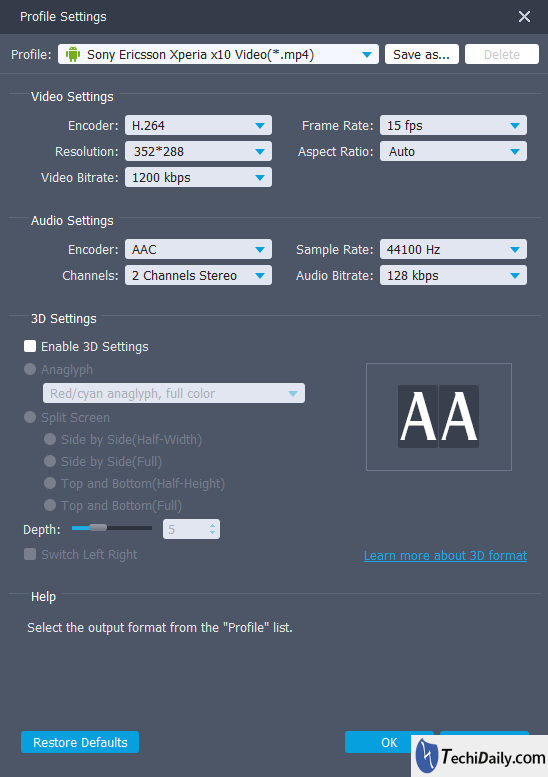 Profile Settings
Profile: Sony Ericsson Xperia x10 Video(*.mp4) Save as... Delete
Video Settings
Encoder: H.264 Frame Rate: 15 fps
Resolution: 352*288 Aspect Ratio: Auto
Video Bitrate: 1200 kbps
Audio Settings
Encoder: AAC Sample Rate: 44100 Hz
Channels: 2 Channels Stereo Audio Bitrate: 128 kbps
3D Settings
Enable 3D Settings
Anaglyph
Red/cyan anaglyph, full color
AA
Split Screen
Side by Side(Half-Width)
Side by Side(Full)
Top and Bottom(Half-Height)
Top and Bottom(Full)
Depth: 5
Switch Left Right Learn more about 3D format
Help
Select the output format from the "Profile" list.
Restore Defaults OK
TechiDaily.com